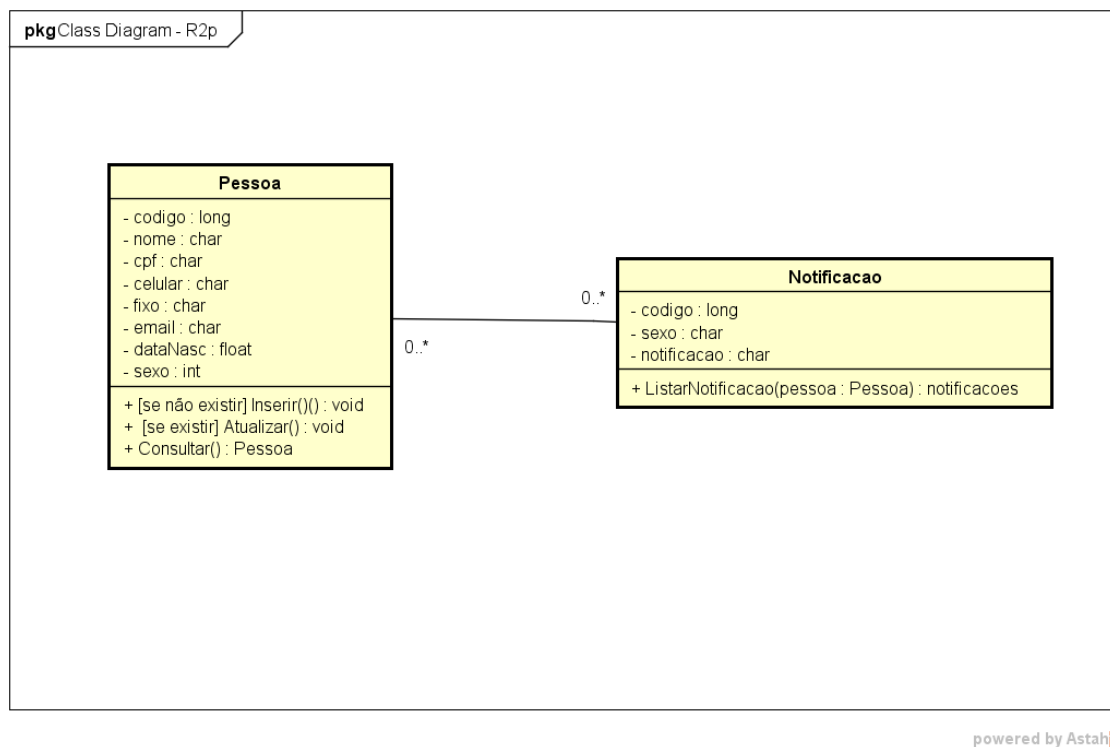 pkg Class Diagram - R2p
Pessoa
- codigo : long
- nome : char
- cpf : char
- celular : char
- fixo : char
- email : char
- dataNasc : float
- sexo : int
+ [se não existir] Inserir()() : void
+ [se existir] Atualizar() : void
+ Consultar() : Pessoa
0..*
0..*
Notificacao
- codigo : long
- sexo : char
- notificacao : char
+ ListarNotificacao(pessoa : Pessoa) : notificacoes
powered by Astah